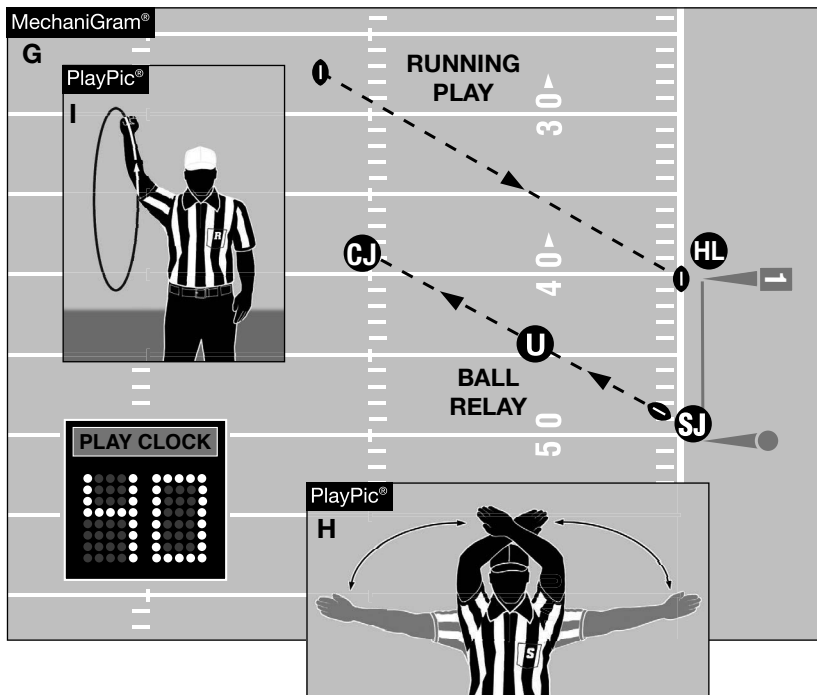 MechaniGram®
G
PlayPic®
I
R
RUNNING
PLAY
30
HL
CJ
40
1
U
BALL
RELAY
SJ
50
PLAY CLOCK
40
PlayPic®
H
S